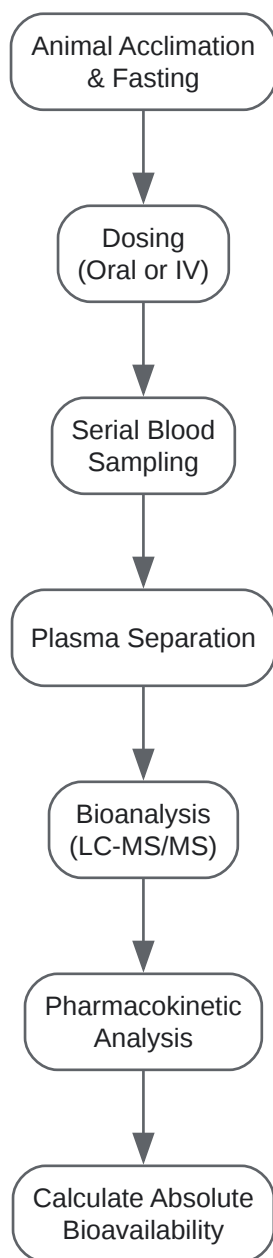 Animal Acclimation
& Fasting
Dosing
(Oral or IV)
Serial Blood
Sampling
Plasma Separation
Bioanalysis
(LC-MS/MS)
Pharmacokinetic
Analysis
Calculate Absolute
Bioavailability